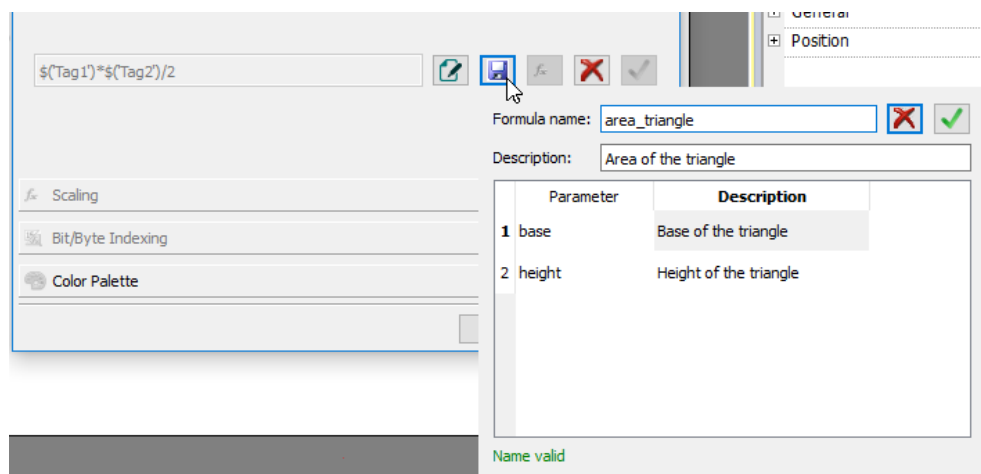 General
Position
$('Tag1')*$('Tag2')/2
Formula name: area_triangle
Description: Area of the triangle
Parameter Description
1 base Base of the triangle
2 height Height of the triangle
Scaling
Bit/Byte Indexing
Color Palette
Name valid